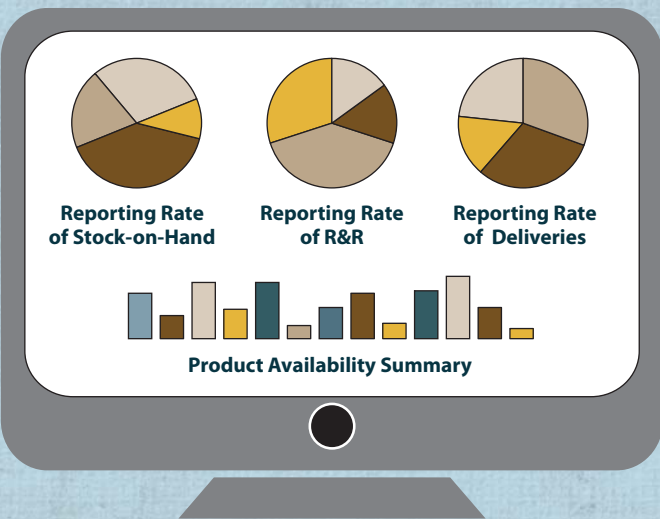 Reporting Rate
of Stock-on-Hand
Reporting Rate
of R&R
Reporting Rate
of Deliveries
Product Availability Summary